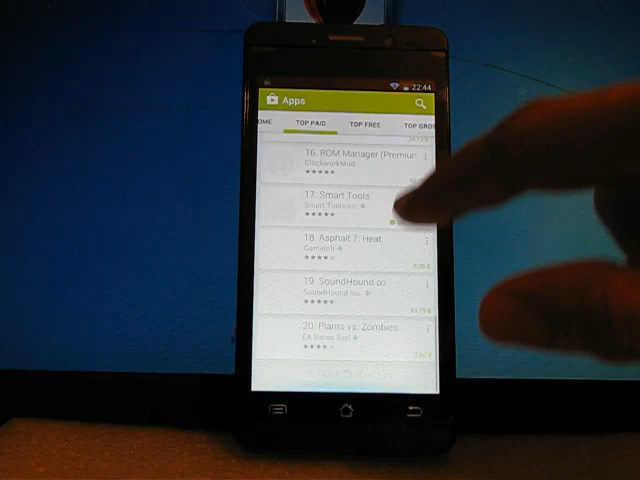 22:44
Apps
OME TOP PAID TOP FREE TOP GROS
16. ROM Manager (Premium
ClockworkMod
17. Smart Tools
Smart Tools co.
18. Asphalt 7: Heat
Gameloft
19. SoundHound ∞
SoundHound Inc.
20. Plants vs. Zombies
EA Swiss Sarl